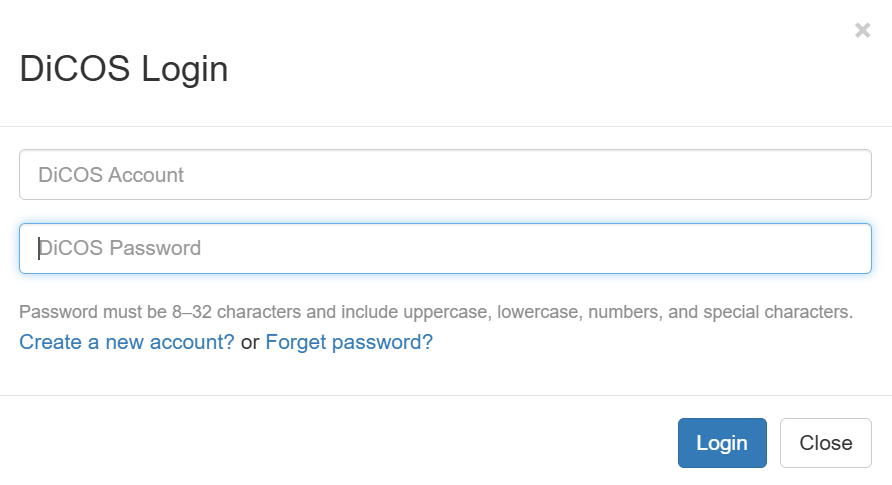 ×
DiCOS Login
DiCOS Account
DiCOS Password
Password must be 8–32 characters and include uppercase, lowercase, numbers, and special characters.
Create a new account? or Forget password?
Login Close